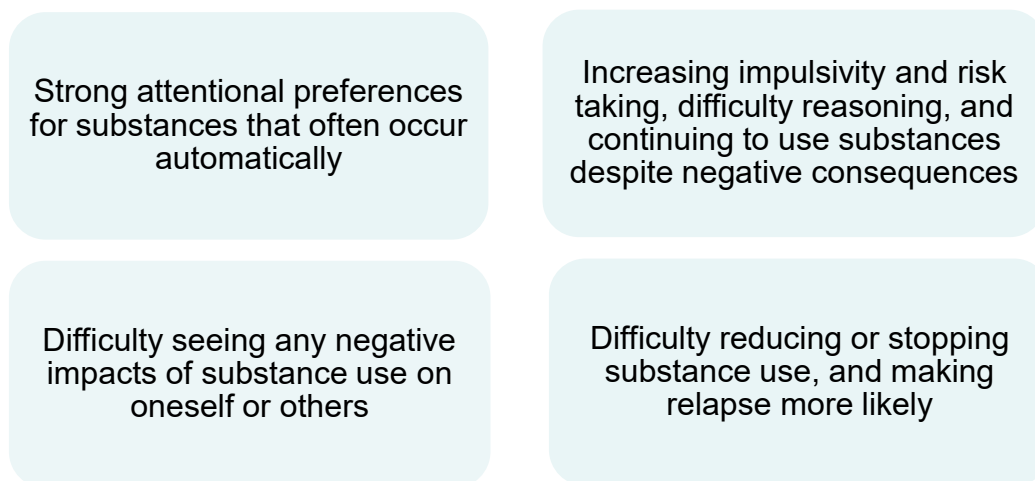 Strong attentional preferences
for substances that often occur
automatically
Increasing impulsivity and risk
taking, difficulty reasoning, and
continuing to use substances
despite negative consequences
Difficulty seeing any negative
impacts of substance use on
oneself or others
Difficulty reducing or stopping
substance use, and making
relapse more likely